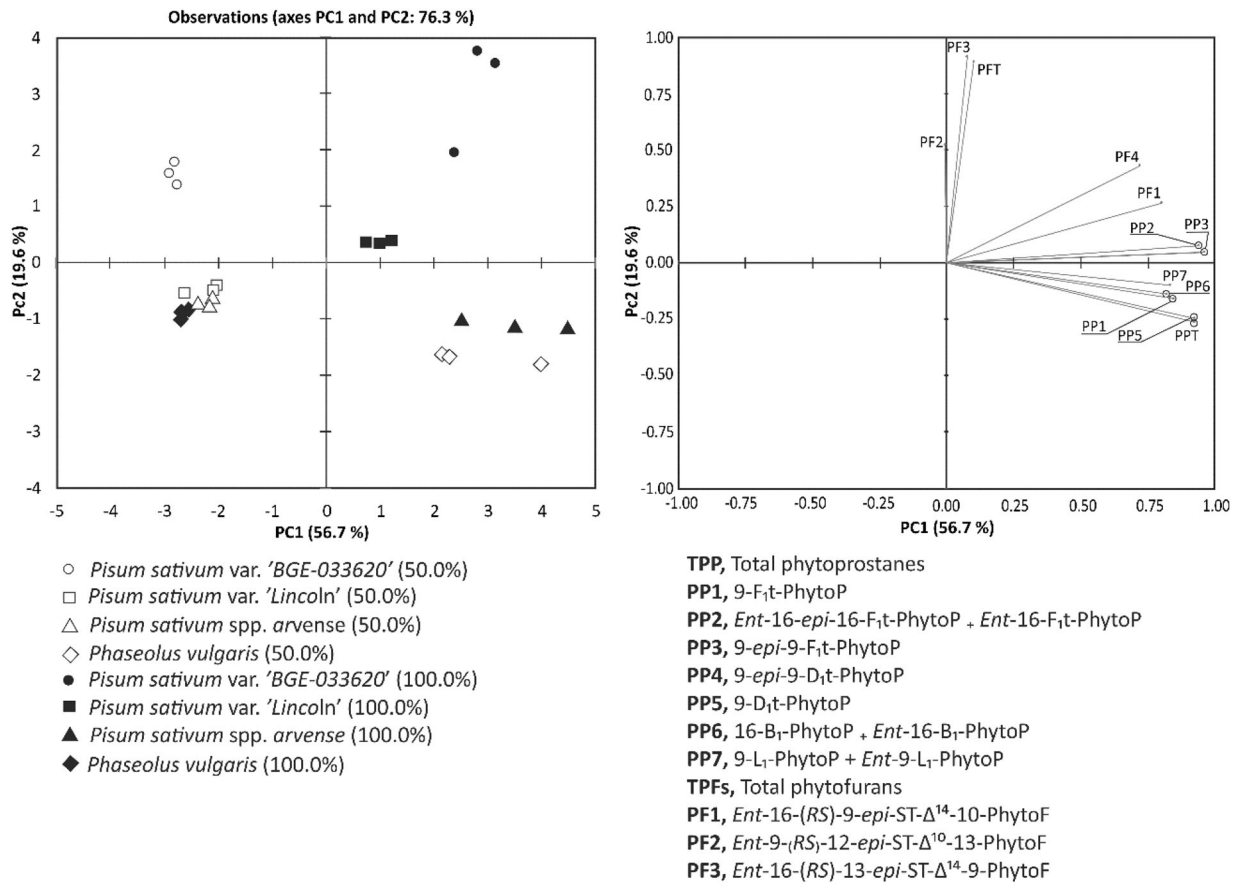 Observations (axes PC1 and PC2: 76.3 %)
4
3
2
1
0
-1
-2
-3
-4
Pc2 (19.6 %)
-5
-4
-3
-2
-1
0
1
2
3
4
5
PC1 (56.7 %)
1.00
0.75
0.50
0.25
0.00
-0.25
-0.50
-0.75
-1.00
Pc2 (19.6 %)
PF3
PFT
PF2
PF4
PF1
PP2
PP3
PP7
PP6
PP1
PP5
PPT
-1.00
-0.75
-0.50
-0.25
0.00
0.25
0.50
0.75
1.00
PC1 (56.7 %)
Pisum sativum var. 'BGE-033620' (50.0%)
Pisum sativum var. 'Lincoln' (50.0%)
Pisum sativum spp. arvense (50.0%)
Phaseolus vulgaris (50.0%)
Pisum sativum var. 'BGE-033620' (100.0%)
Pisum sativum var. 'Lincoln' (100.0%)
Pisum sativum spp. arvense (100.0%)
Phaseolus vulgaris (100.0%)
TPP, Total phytoprostanes
PP1, 9-F₁t-PhytoP
PP2, Ent-16-epi-16-F₁t-PhytoP + Ent-16-F₁t-PhytoP
PP3, 9-epi-9-F₁t-PhytoP
PP4, 9-epi-9-D₁t-PhytoP
PP5, 9-D₁t-PhytoP
PP6, 16-B₁-PhytoP + Ent-16-B₁-PhytoP
PP7, 9-L₁-PhytoP + Ent-9-L₁-PhytoP
TPFs, Total phytofurans
PF1, Ent-16-(RS)-9-epi-ST-Δ¹⁴-10-PhytoF
PF2, Ent-9-(RS)-12-epi-ST-Δ¹⁰-13-PhytoF
PF3, Ent-16-(RS)-13-epi-ST-Δ¹⁴-9-PhytoF